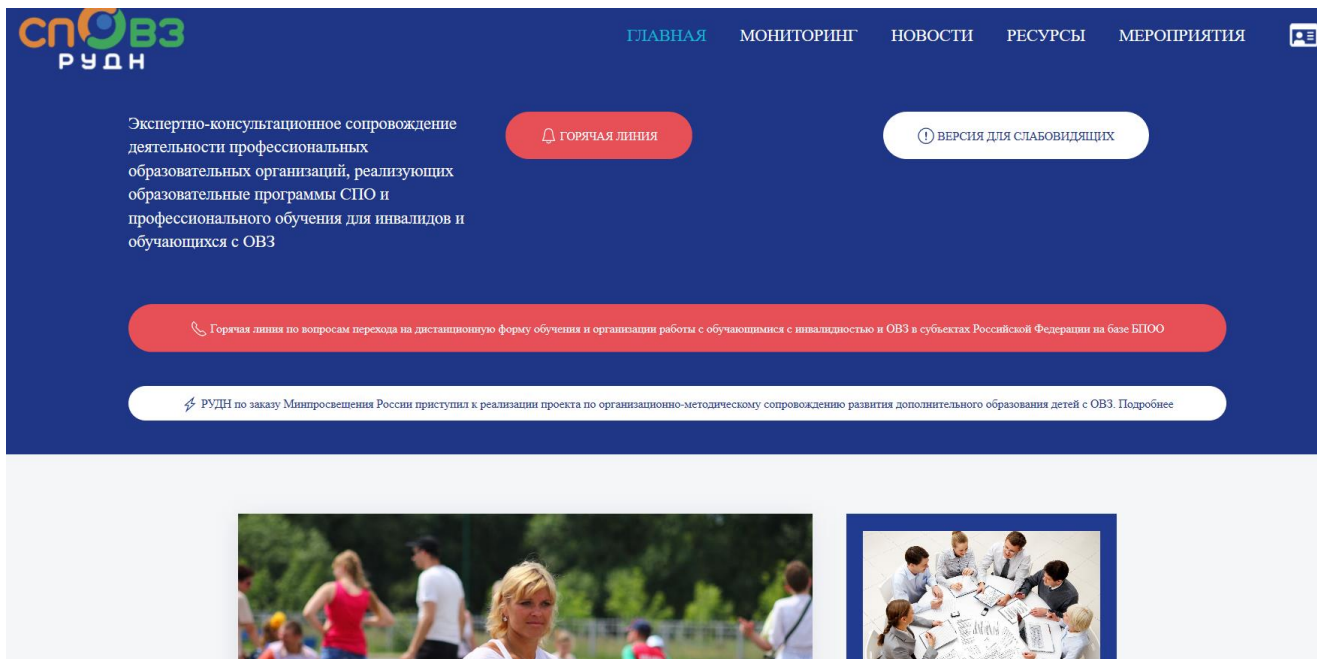 СПОВЗ
РУДН
ГЛАВНАЯ МОНИТОРИНГ НОВОСТИ РЕСУРСЫ МЕРОПРИЯТИЯ
Экспертно-консультационное сопровождение
деятельности профессиональных
образовательных организаций, реализующих
образовательные программы СПО и
профессионального обучения для инвалидов и
обучающихся с ОВЗ
ГОРЯЧАЯ ЛИНИЯ
ВЕРСИЯ ДЛЯ СЛАБОВИДЯЩИХ
Горячая линия по вопросам перехода на дистанционную форму обучения и организации работы с обучающимися с инвалидностью и ОВЗ в субъектах Российской Федерации на базе БПОО
РУДН по заказу Минпросвещения России приступил к реализации проекта по организационно-методическому сопровождению развития дополнительного образования детей с ОВЗ. Подробнее